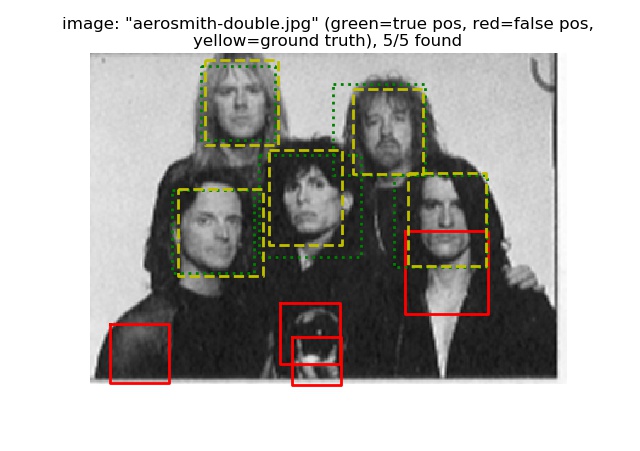 image: "aerosmith-double.jpg" (green=true pos, red=false pos,
yellow=ground truth), 5/5 found